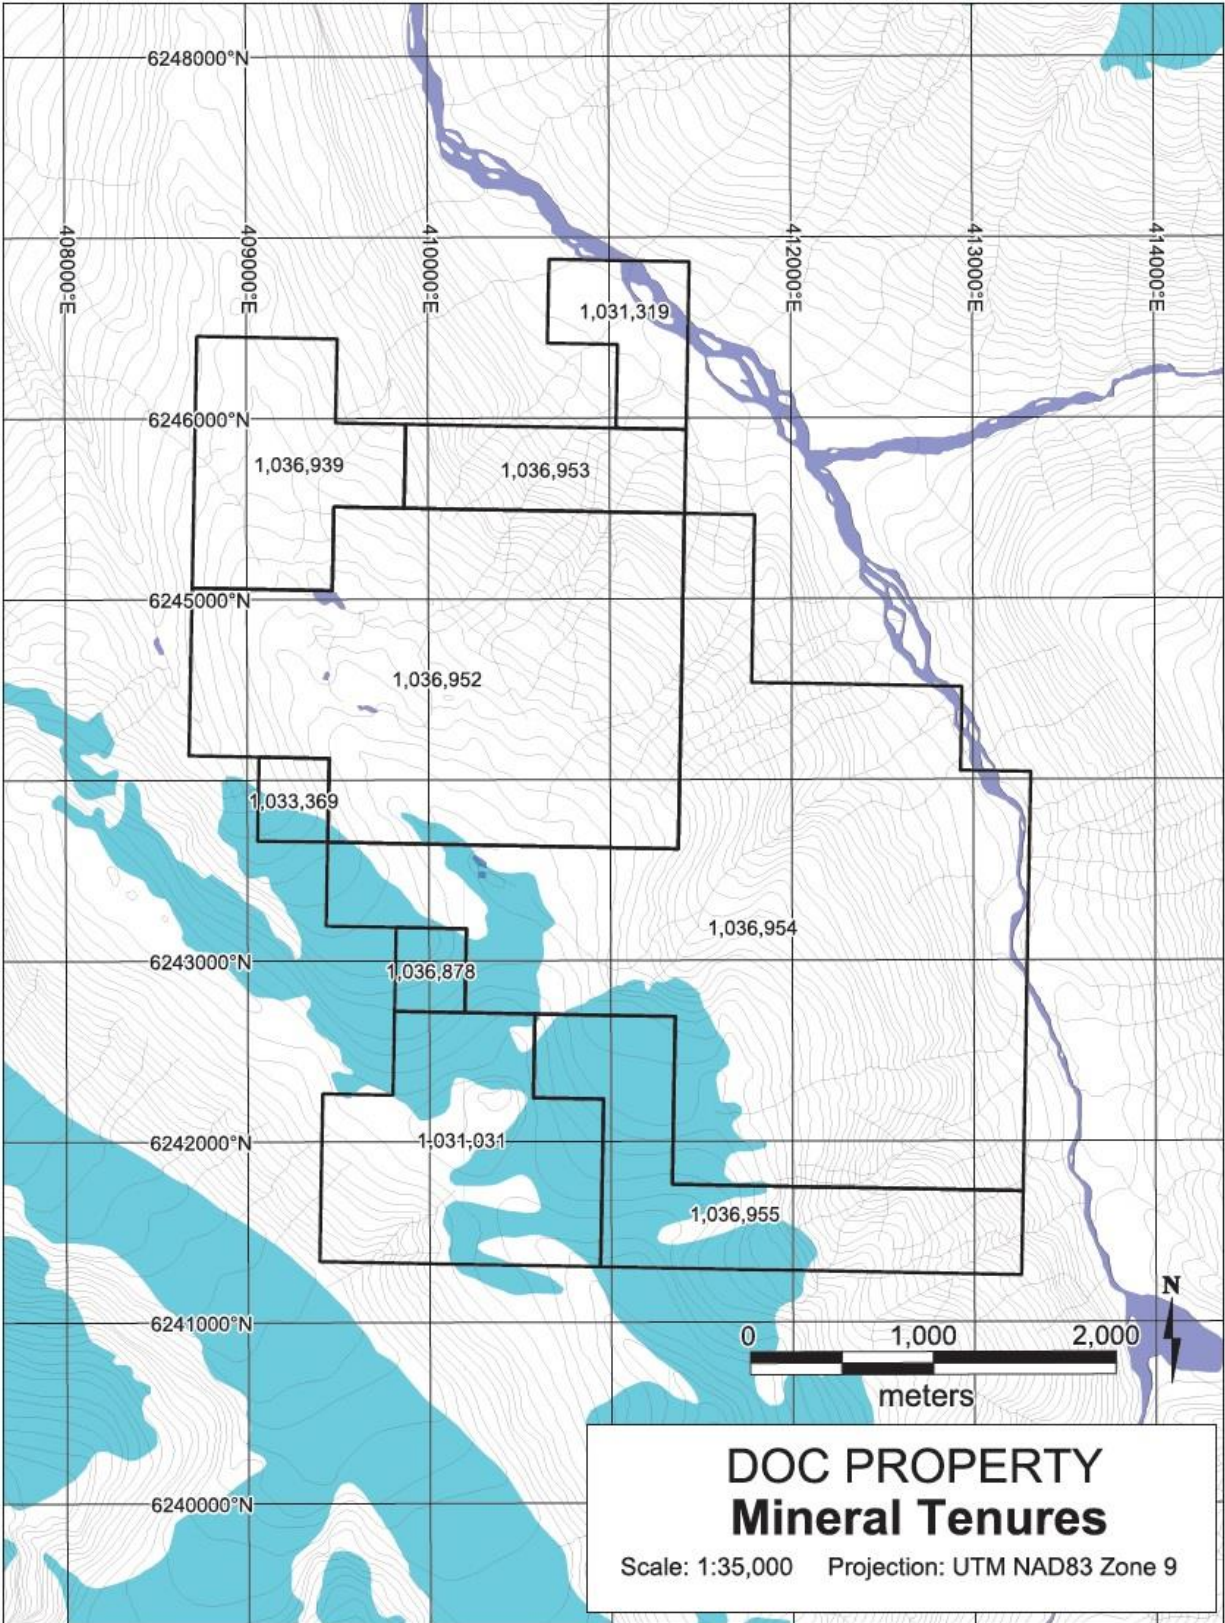 6248000°N
408000°E
409000°E
410000°E
412000°E
413000°E
414000°E
1,031,319
6246000°N
1,036,939
1,036,953
6245000°N
1,036,952
1,033,369
1,036,954
6243000°N
1,036,878
6242000°N
1,031,031
1,036,955
N
6241000°N
0 1,000 2,000
meters
DOC PROPERTY
Mineral Tenures
6240000°N
Scale: 1:35,000 Projection: UTM NAD83 Zone 9